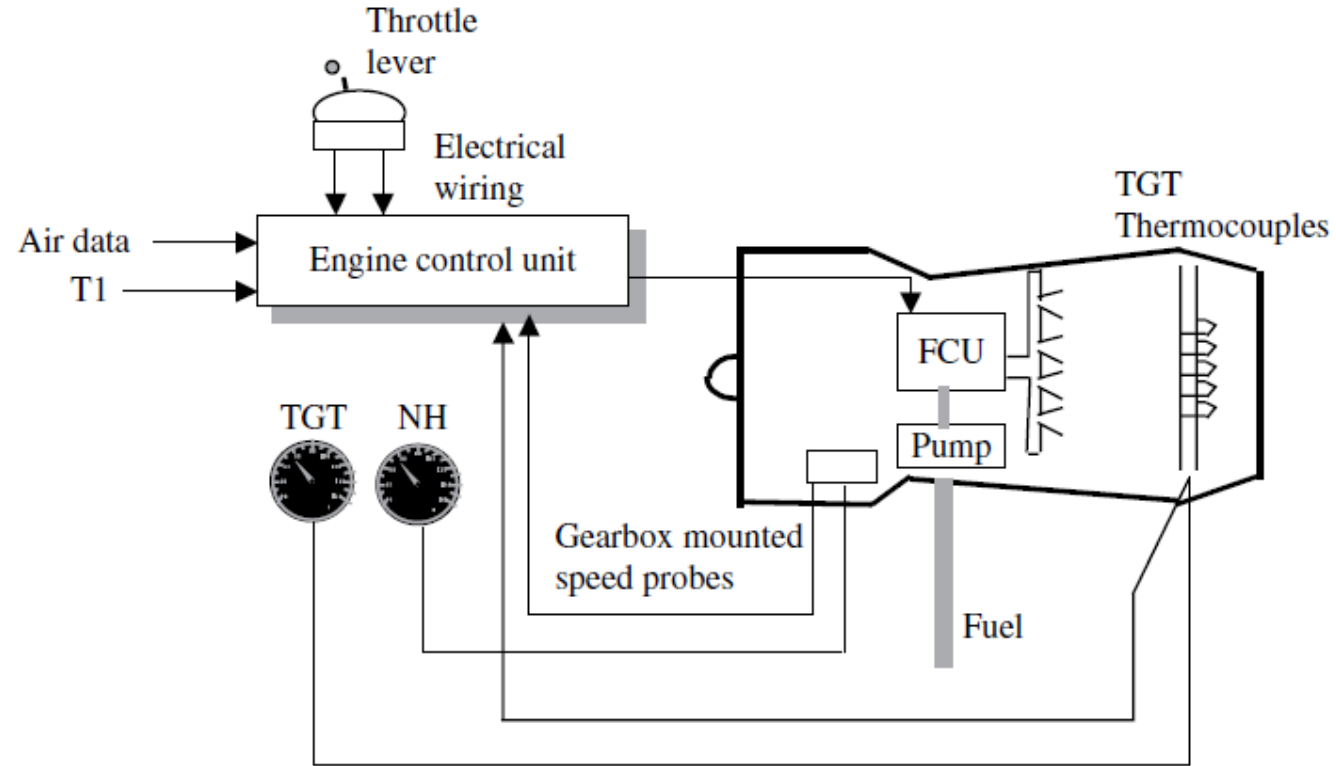 Throttle
lever
Electrical
wiring
TGT
Thermocouples
Air data
Engine control unit
T1
FCU
TGT
NH
Pump
Gearbox mounted
speed probes
Fuel